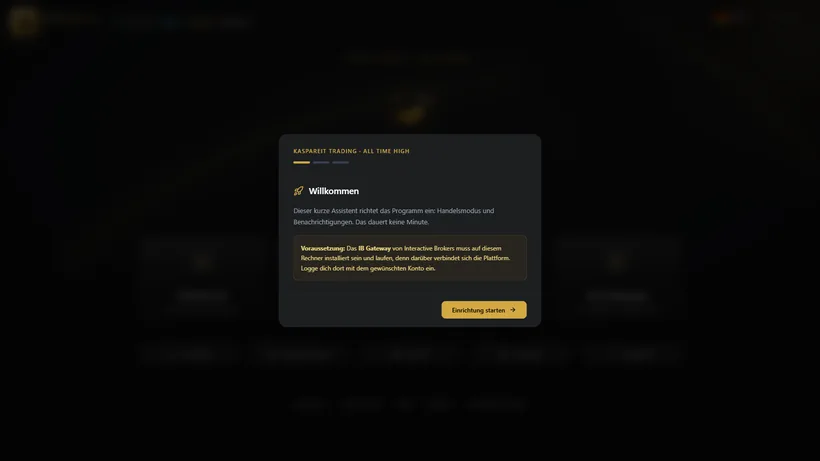 KASPAREIT TRADING - ALL TIME HIGH
Willkommen
Dieser kurze Assistent richtet das Programm ein: Handelsmodus und
Benachrichtigungen. Das dauert keine Minute.
Voraussetzung: Das IB Gateway von Interactive Brokers muss auf diesem
Rechner installiert sein und laufen, denn darüber verbindet sich die Plattform.
Logge dich dort mit dem gewünschten Konto ein.
Einrichtung starten →